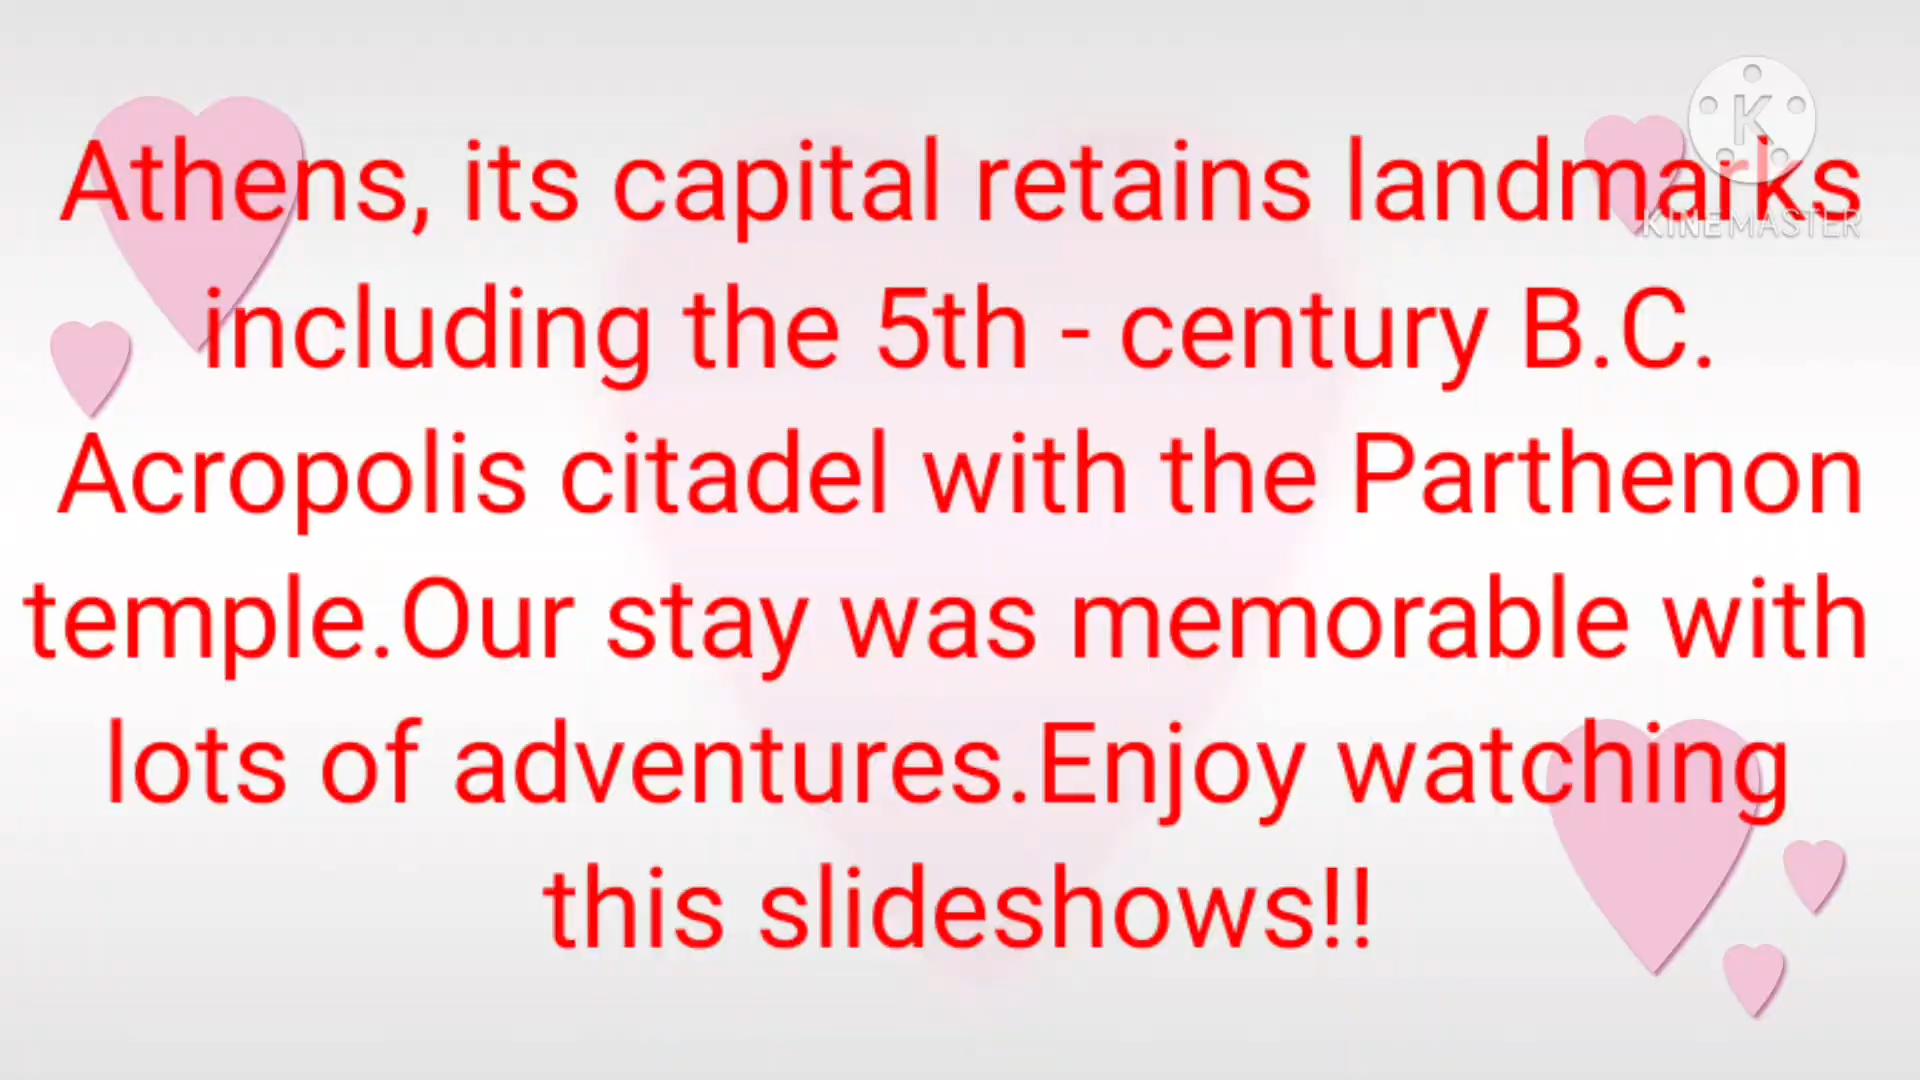 Athens, its capital retains landmarks
including the 5th - century B.C.
Acropolis citadel with the Parthenon
temple.Our stay was memorable with
lots of adventures.Enjoy watching
this slideshows!!
K
KINEMASTER